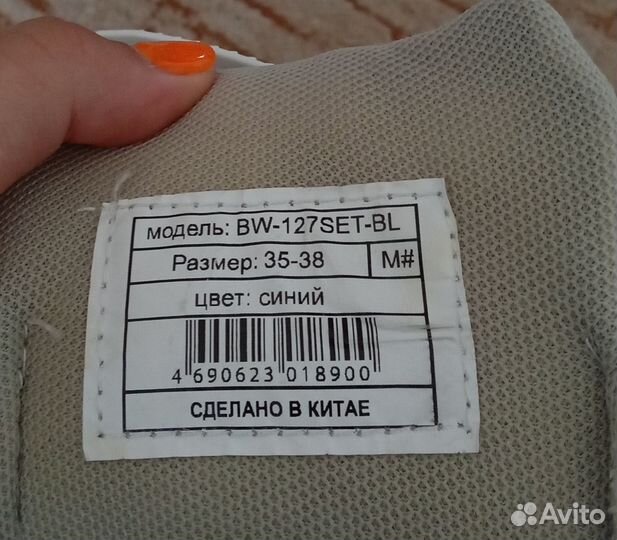 модель: BW-127SET-BL
Размер: 35-38 M#
цвет: синий
4 690623 018900
СДЕЛАНО В КИТАЕ
Avito